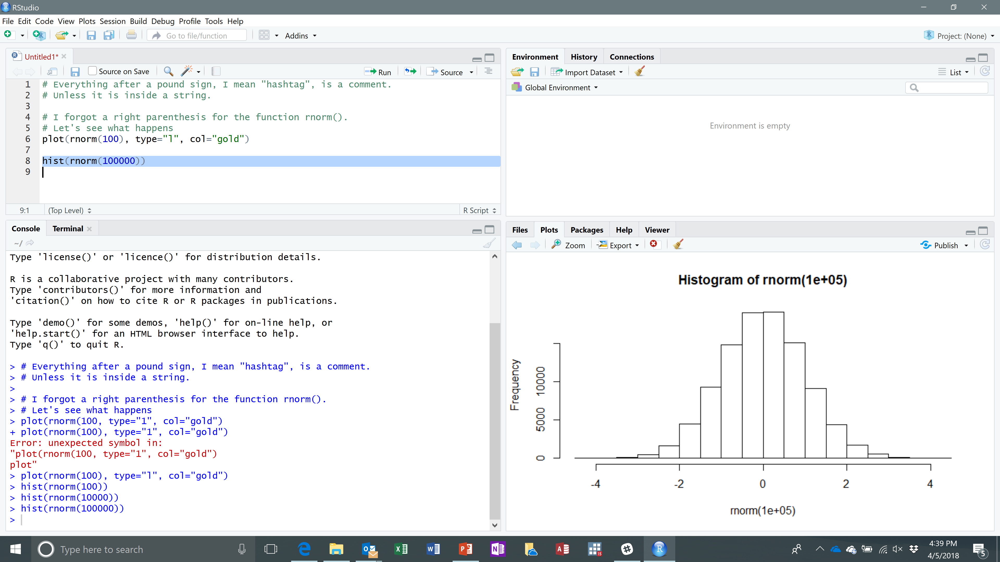 RStudio
File Edit Code View Plots Session Build Debug Profile Tools Help
Go to file/function
Addins
Project: (None)
Untitled1*
Source on Save
Run
Source
1 # Everything after a pound sign, I mean "hashtag", is a comment.
2 # Unless it is inside a string.
3
4 # I forgot a right parenthesis for the function rnorm().
5 # Let's see what happens
6 plot(rnorm(100), type="l", col="gold")
7
8 hist(rnorm(100000))
9
9:1
(Top Level)
R Script
Console
Terminal
~/
Type 'license()' or 'licence()' for distribution details.
R is a collaborative project with many contributors.
Type 'contributors()' for more information and
'citation()' on how to cite R or R packages in publications.
Type 'demo()' for some demos, 'help()' for on-line help, or
'help.start()' for an HTML browser interface to help.
Type 'q()' to quit R.
> # Everything after a pound sign, I mean "hashtag", is a comment.
> # Unless it is inside a string.
>
> # I forgot a right parenthesis for the function rnorm().
> # Let's see what happens
> plot(rnorm(100, type="1", col="gold")
+ plot(rnorm(100), type="1", col="gold")
Error: unexpected symbol in:
"plot(rnorm(100, type="1", col="gold")
plot"
> plot(rnorm(100), type="l", col="gold")
> hist(rnorm(100))
> hist(rnorm(10000))
> hist(rnorm(100000))
>
Environment History Connections
Import Dataset
List
Global Environment
Environment is empty
Files Plots Packages Help Viewer
Zoom
Export
Publish
Histogram of rnorm(1e+05)
Frequency
10000
5000
0
-4 -2 0 2 4
rnorm(1e+05)
Type here to search
15
4:39 PM
4/5/2018
5